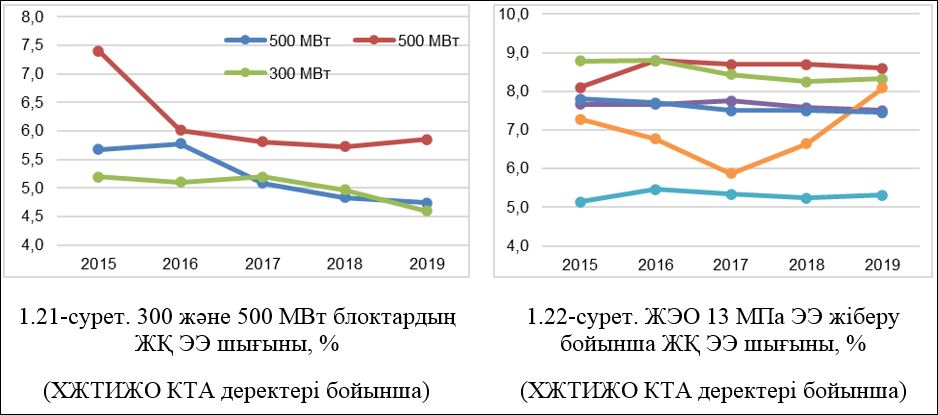 8,0
7,5
7,0
6,5
6,0
5,5
5,0
4,5
4,0
500 МВт
500 МВт
300 МВт
2015 2016 2017 2018 2019
1.21-сурет. 300 және 500 МВт блоктардың
ЖҚ ЭЭ шығыны, %
(ХЖТИЖО КТА деректері бойынша)
10,0
9,0
8,0
7,0
6,0
5,0
4,0
2015 2016 2017 2018 2019
1.22-сурет. ЖЭО 13 МПа ЭЭ жіберу
бойынша ЖҚ ЭЭ шығыны, %
(ХЖТИЖО КТА деректері бойынша)